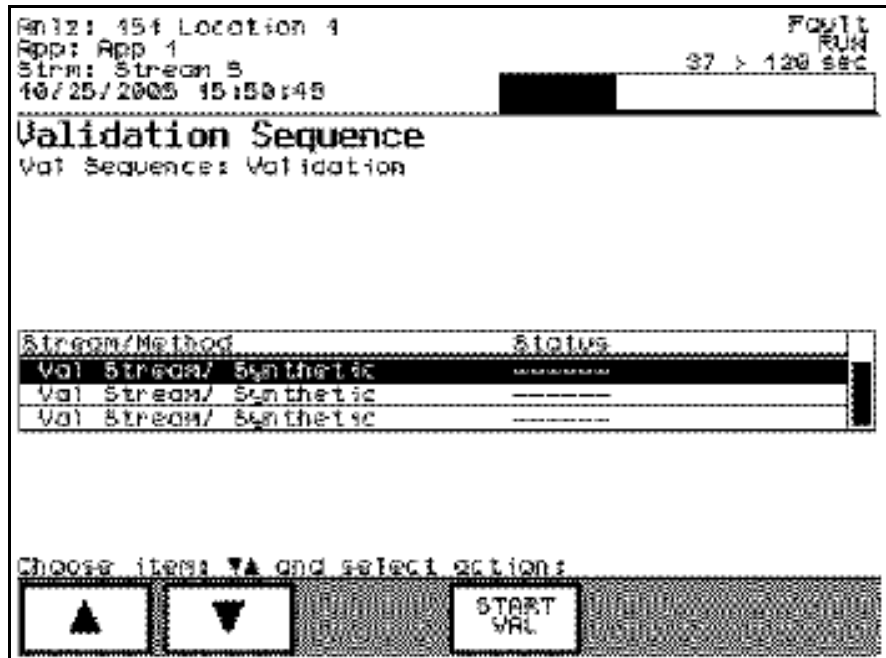 Anlz: 151 Location 1
Fault
App: App 1
RUN
Strm: Stream 5
37 > 120 sec
10/25/2005 15:50:45
Validation Sequence
Val Sequence: Validation
Stream/Method Status
Val Stream/ Synthetic ------
Val Stream/ Synthetic ------
Val Stream/ Synthetic ------
Choose item: ▼▲ and select action:
▲ ▼ START
VAL